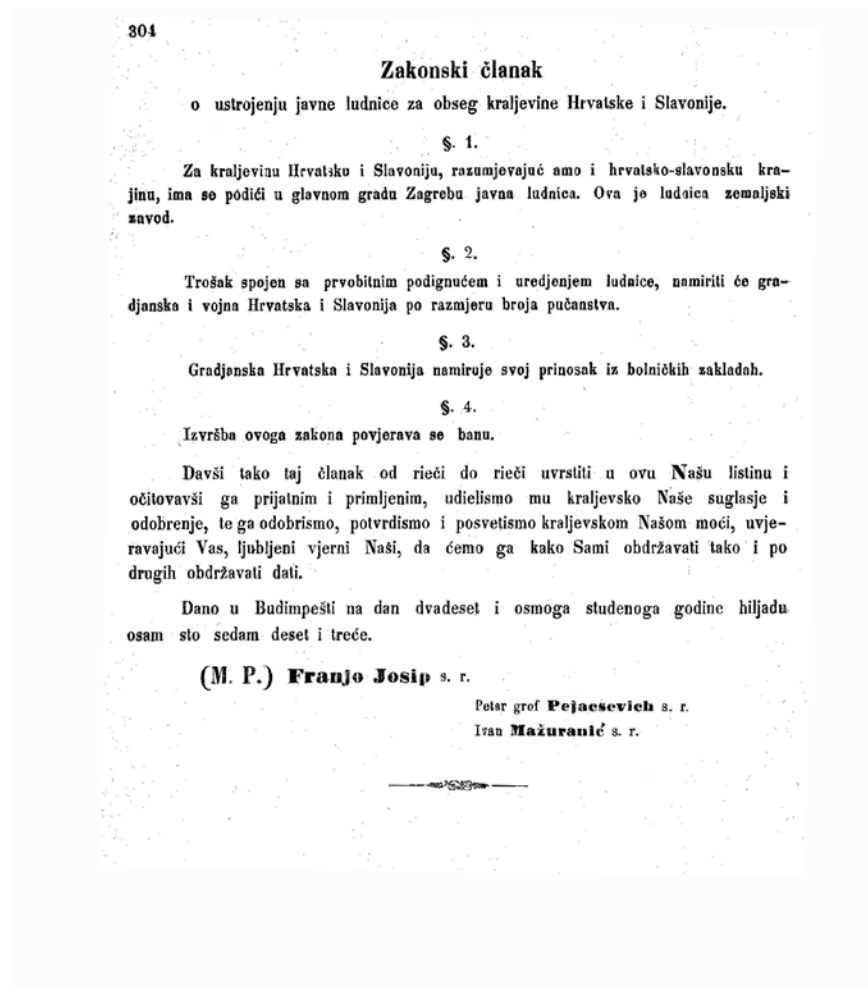 304
Zakonski članak
o ustrojenju javne ludnice za obseg kraljevine Hrvatske i Slavonije.
§. 1.
Za kraljevinu Hrvatsku i Slavoniju, razumjevajuć amo i hrvatsko-slavonsku kra-
jinu, ima se podići u glavnom gradu Zagrebu javna ludnica. Ova je ludnica zemaljski
zavod.
§. 2.
Trošak spojen sa prvobitnim podignućem i uredjenjem ludnice, namiriti će gra-
djanska i vojna Hrvatska i Slavonija po razmjeru broja pučanstva.
§. 3.
Gradjanska Hrvatska i Slavonija namiruje svoj prinosak iz bolničkih zakladah.
§. 4.
Izvršba ovoga zakona povjerava se banu.
Davši tako taj članak od rieči do rieči uvrstiti u ovu Našu listinu i
očitovavši ga prijatnim i primljenim, udielismo mu kraljevsko Naše suglasje i
odobrenje, te ga odobrismo, potvrdismo i posvetismo kraljevskom Našom moći, uvje-
ravajući Vas, ljubljeni vjerni Naši, da ćemo ga kako Sami obdržavati tako i po
drugih obdržavati dati.
Dano u Budimpešti na dan dvadeset i osmoga studenoga godine hiljadu
osam sto sedam deset i treće.
(M. P.) Franjo Josip s. r.
Petar grof Pejacsevich s. r.
Ivan Mažuranić s. r.